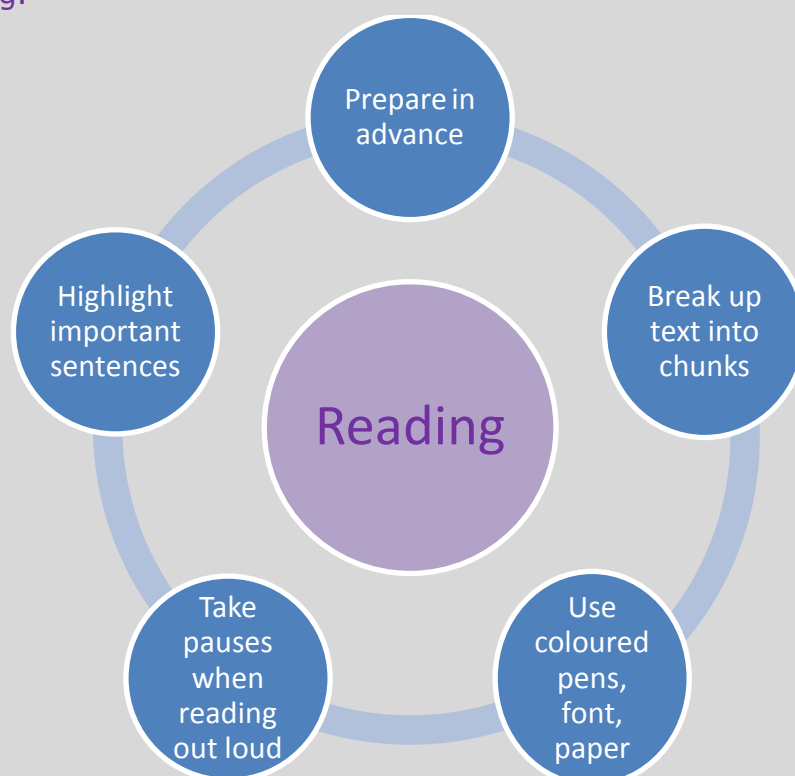 g:
Prepare in
advance
Break up
text into
chunks
Use
coloured
pens,
font,
paper
Take
pauses
when
reading
out loud
Highlight
important
sentences
Reading